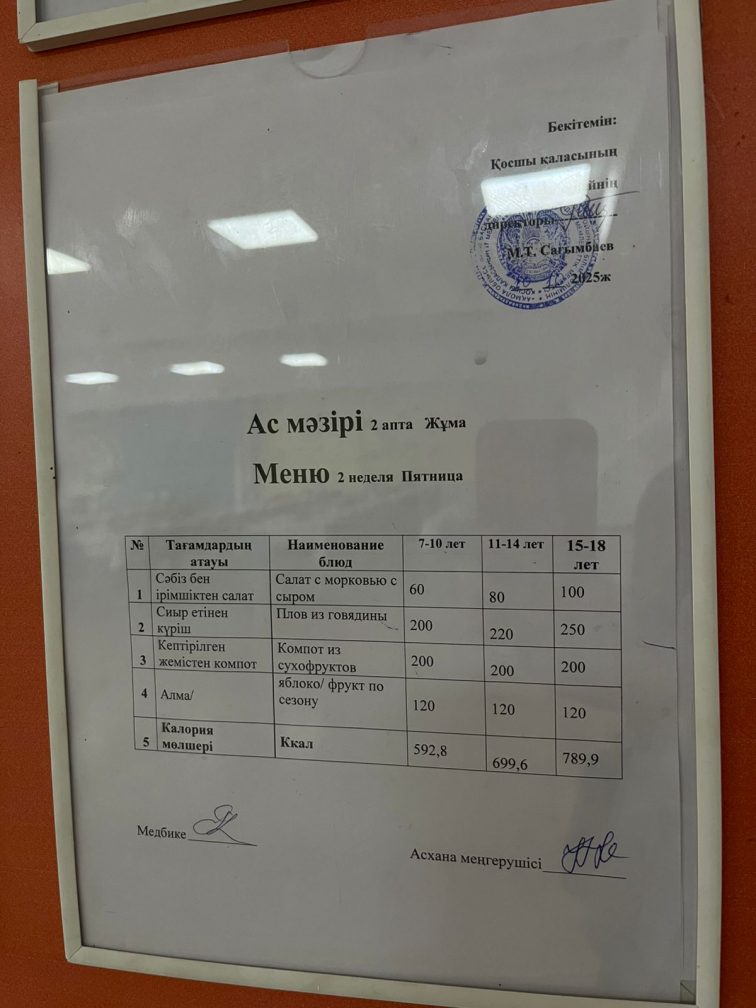 Бекітемін:
Қосшы қаласының
йнің
директоры
М.Т. Сағымбаев
2025ж
Ас мәзірі 2 апта Жұма
Меню 2 неделя Пятница
№ Тағамдардың атауы Наименование блюд 7-10 лет 11-14 лет 15-18 лет
1 Сәбіз бен ірімшіктен салат Салат с морковью с сыром 60 80 100
2 Сиыр етінен күріш Плов из говядины 200 220 250
3 Кептірілген жемістен компот Компот из сухофруктов 200 200 200
4 Алма/ яблоко/ фрукт по сезону 120 120 120
5 Калория мөлшері Ккал 592,8 699,6 789,9
Медбике
Асхана меңгерушісі